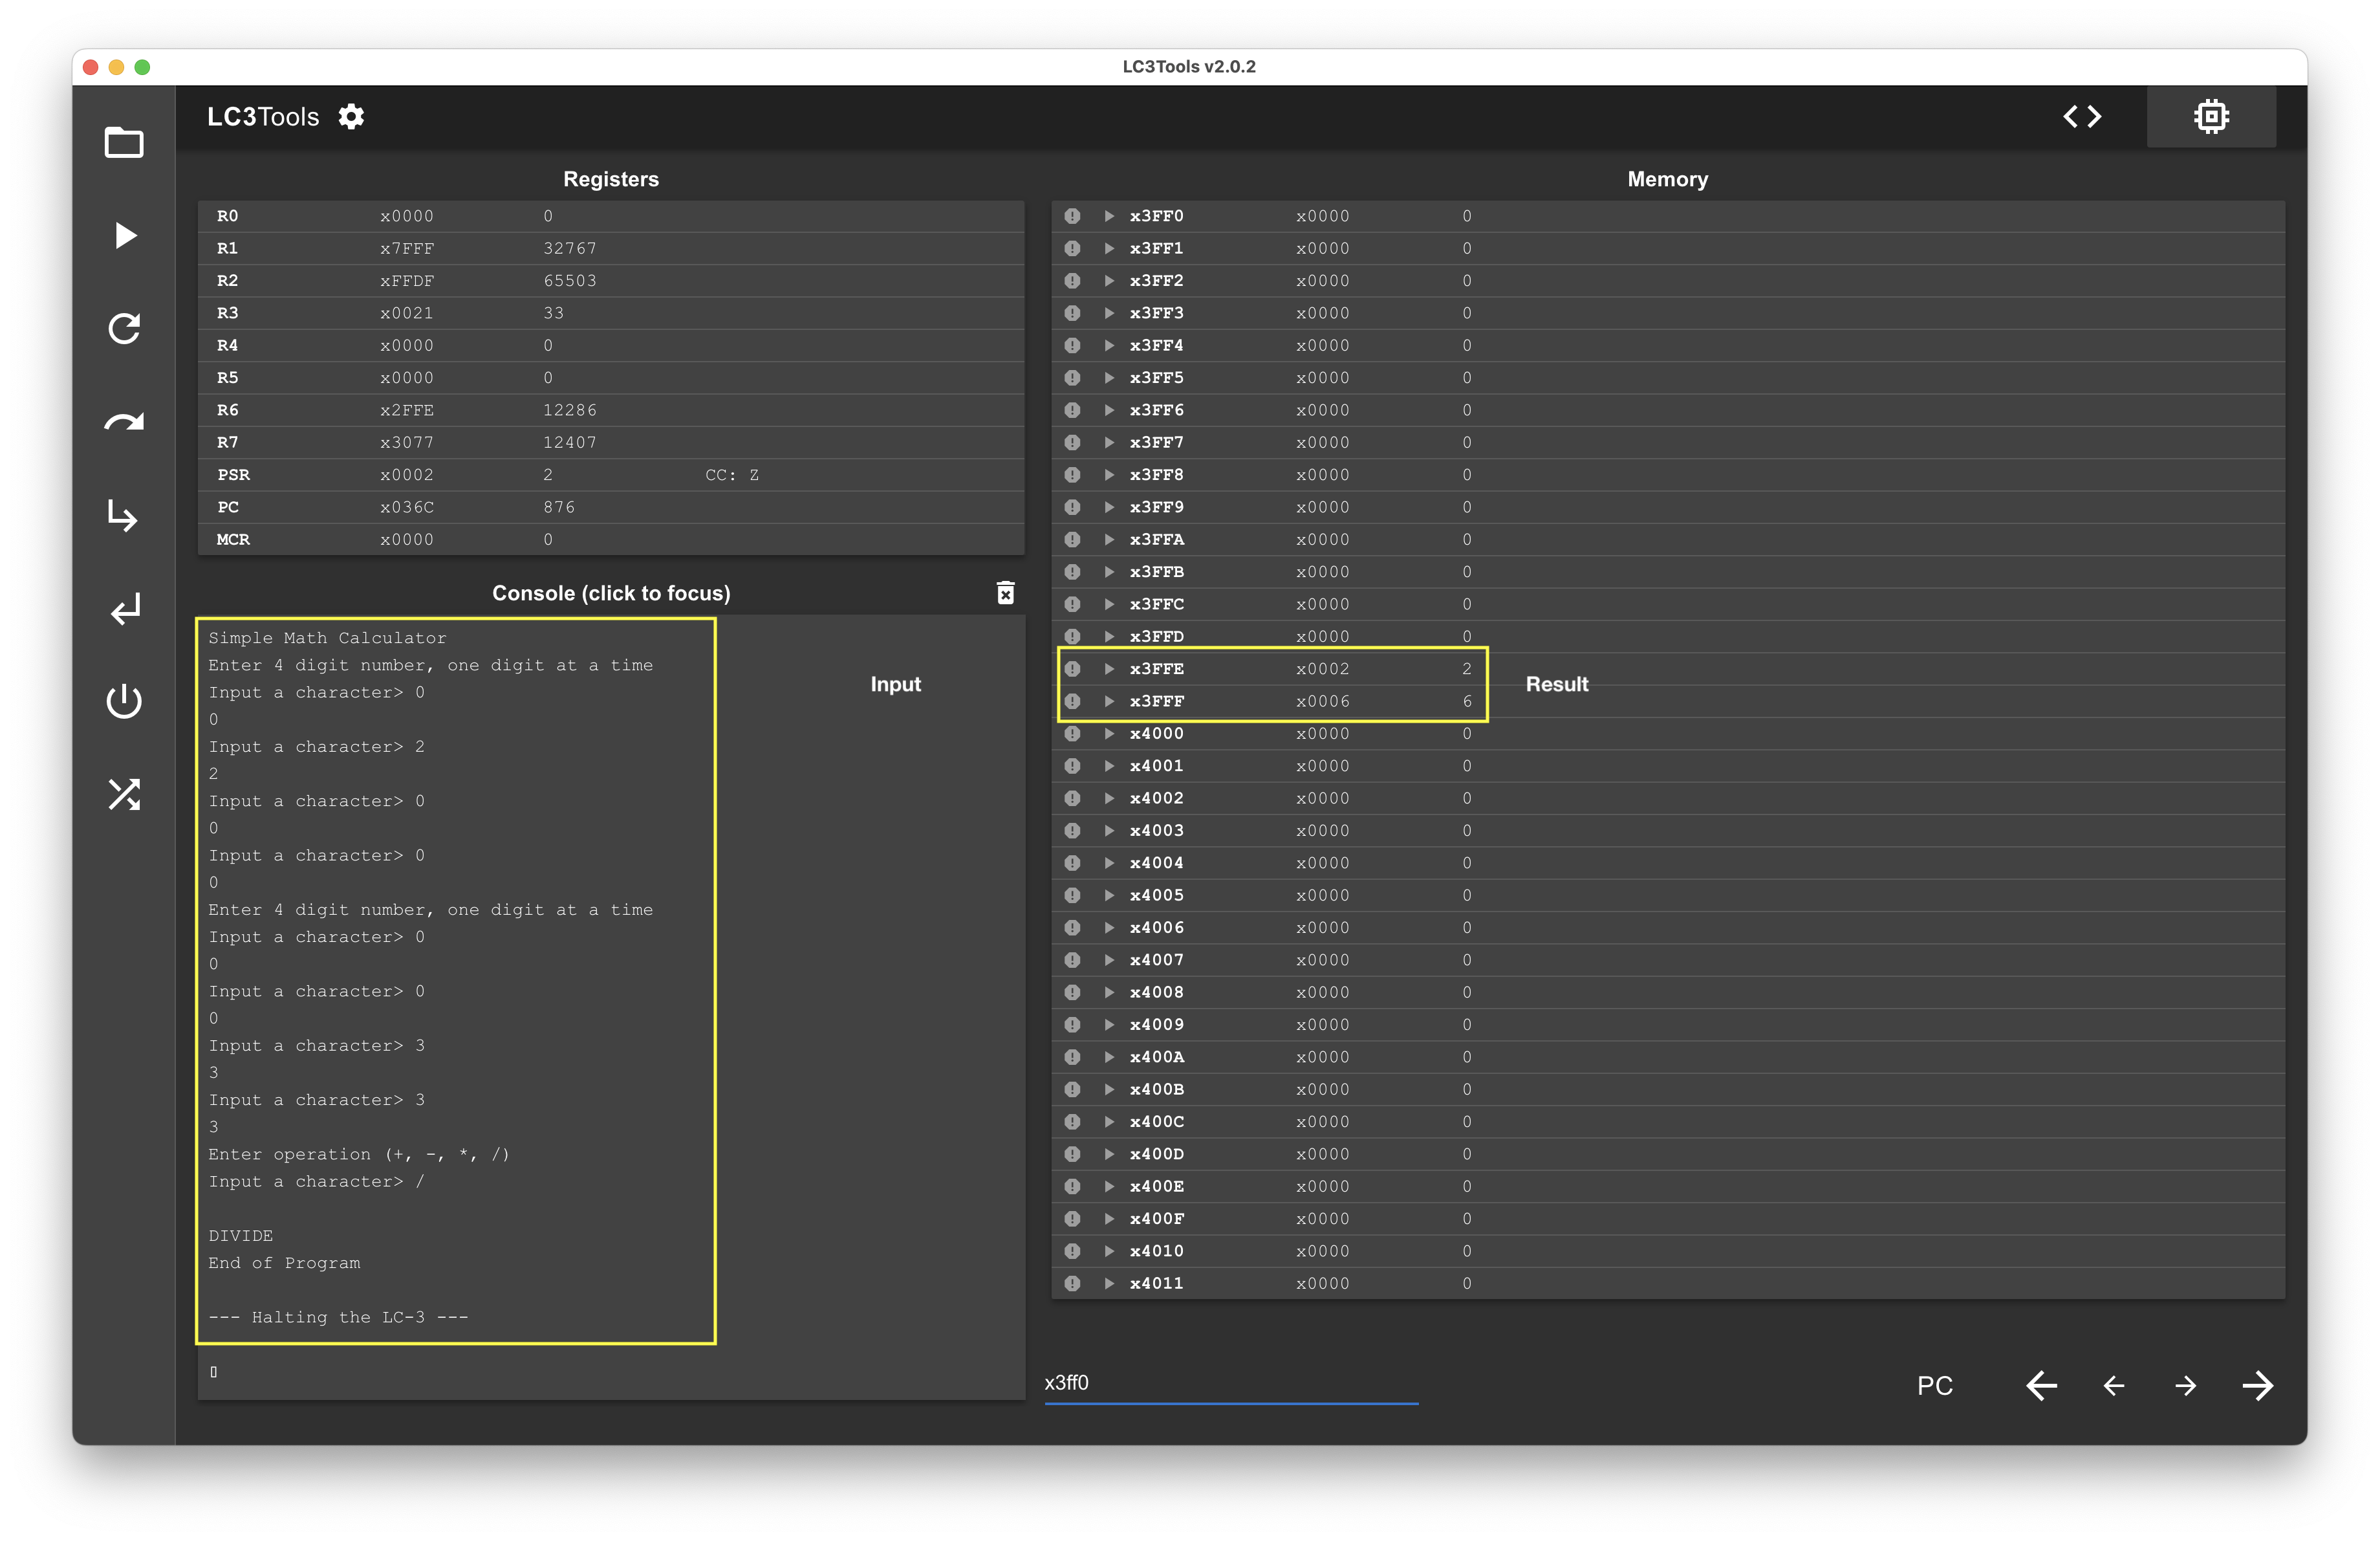 LC3Tools v2.0.2
LC3Tools
Registers
R0 x0000 0
R1 x7FFF 32767
R2 xFFDF 65503
R3 x0021 33
R4 x0000 0
R5 x0000 0
R6 x2FFE 12286
R7 x3077 12407
PSR x0002 2 CC: Z
PC x036C 876
MCR x0000 0
Console (click to focus)
Simple Math Calculator
Enter 4 digit number, one digit at a time
Input a character> 0
0
Input a character> 2
2
Input a character> 0
0
Input a character> 0
0
Enter 4 digit number, one digit at a time
Input a character> 0
0
Input a character> 0
0
Input a character> 3
3
Input a character> 3
3
Enter operation (+, -, *, /)
Input a character> /
DIVIDE
End of Program
--- Halting the LC-3 ---
Input
Memory
x3FF0 x0000 0
x3FF1 x0000 0
x3FF2 x0000 0
x3FF3 x0000 0
x3FF4 x0000 0
x3FF5 x0000 0
x3FF6 x0000 0
x3FF7 x0000 0
x3FF8 x0000 0
x3FF9 x0000 0
x3FFA x0000 0
x3FFB x0000 0
x3FFC x0000 0
x3FFD x0000 0
x3FFE x0002 2
x3FFF x0006 6
Result
x4000 x0000 0
x4001 x0000 0
x4002 x0000 0
x4003 x0000 0
x4004 x0000 0
x4005 x0000 0
x4006 x0000 0
x4007 x0000 0
x4008 x0000 0
x4009 x0000 0
x400A x0000 0
x400B x0000 0
x400C x0000 0
x400D x0000 0
x400E x0000 0
x400F x0000 0
x4010 x0000 0
x4011 x0000 0
x3ff0
PC